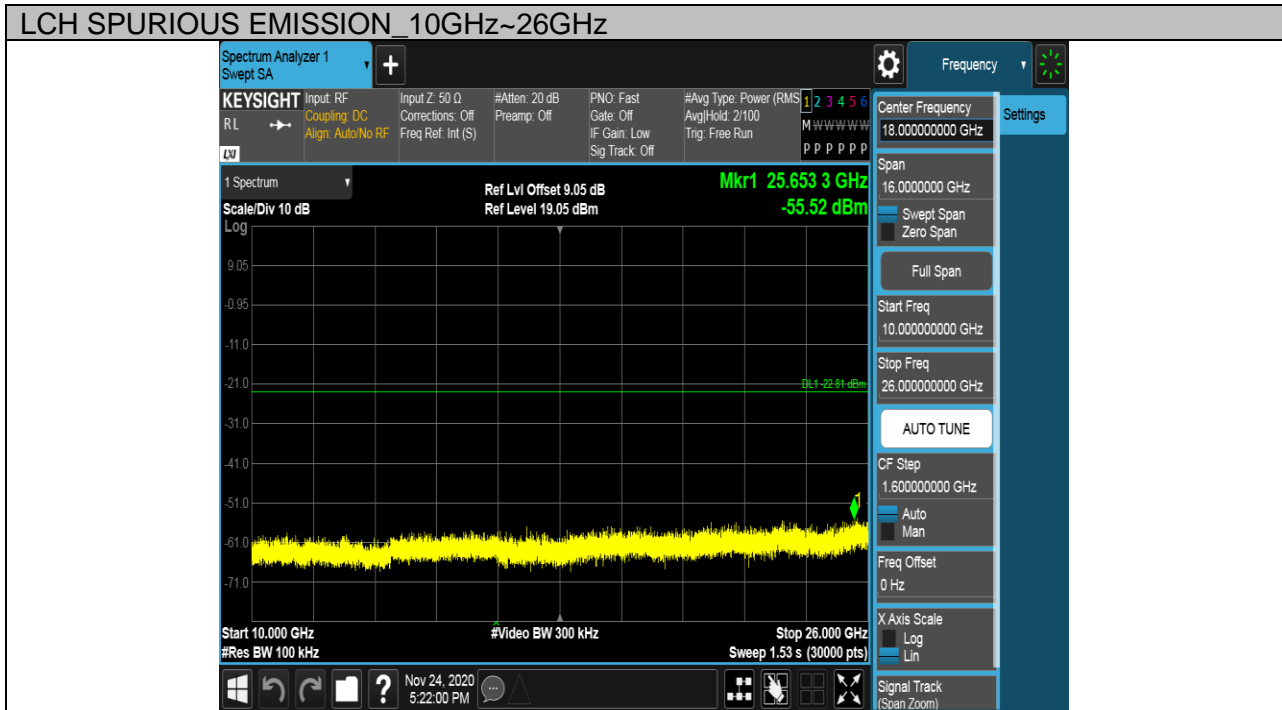 LCH SPURIOUS EMISSION_10GHz~26GHz
Spectrum Analyzer 1
Swept SA
Frequency
KEYSIGHT
RL
LXI
Input: RF
Coupling: DC
Align: Auto/No RF
Input Z: 50 Ω
Corrections: Off
Freq Ref: Int (S)
#Atten: 20 dB
Preamp: Off
PNO: Fast
Gate: Off
IF Gain: Low
Sig Track: Off
#Avg Type: Power (RMS
Avg|Hold: 2/100
Trig: Free Run
1 2 3 4 5 6
M W W W W W
P P P P P P
1 Spectrum
Scale/Div 10 dB
Log
Ref Lvl Offset 9.05 dB
Ref Level 19.05 dBm
Mkr1 25.653 3 GHz
-55.52 dBm
9.05
-0.95
-11.0
-21.0
-31.0
-41.0
-51.0
-61.0
-71.0
DL1 -22.81 dBm
1
Start 10.000 GHz
#Res BW 100 kHz
#Video BW 300 kHz
Stop 26.000 GHz
Sweep 1.53 s (30000 pts)
Nov 24, 2020
5:22:00 PM
Center Frequency
18.000000000 GHz
Settings
Span
16.0000000 GHz
Swept Span
Zero Span
Full Span
Start Freq
10.000000000 GHz
Stop Freq
26.000000000 GHz
AUTO TUNE
CF Step
1.600000000 GHz
Auto
Man
Freq Offset
0 Hz
X Axis Scale
Log
Lin
Signal Track
(Span Zoom)